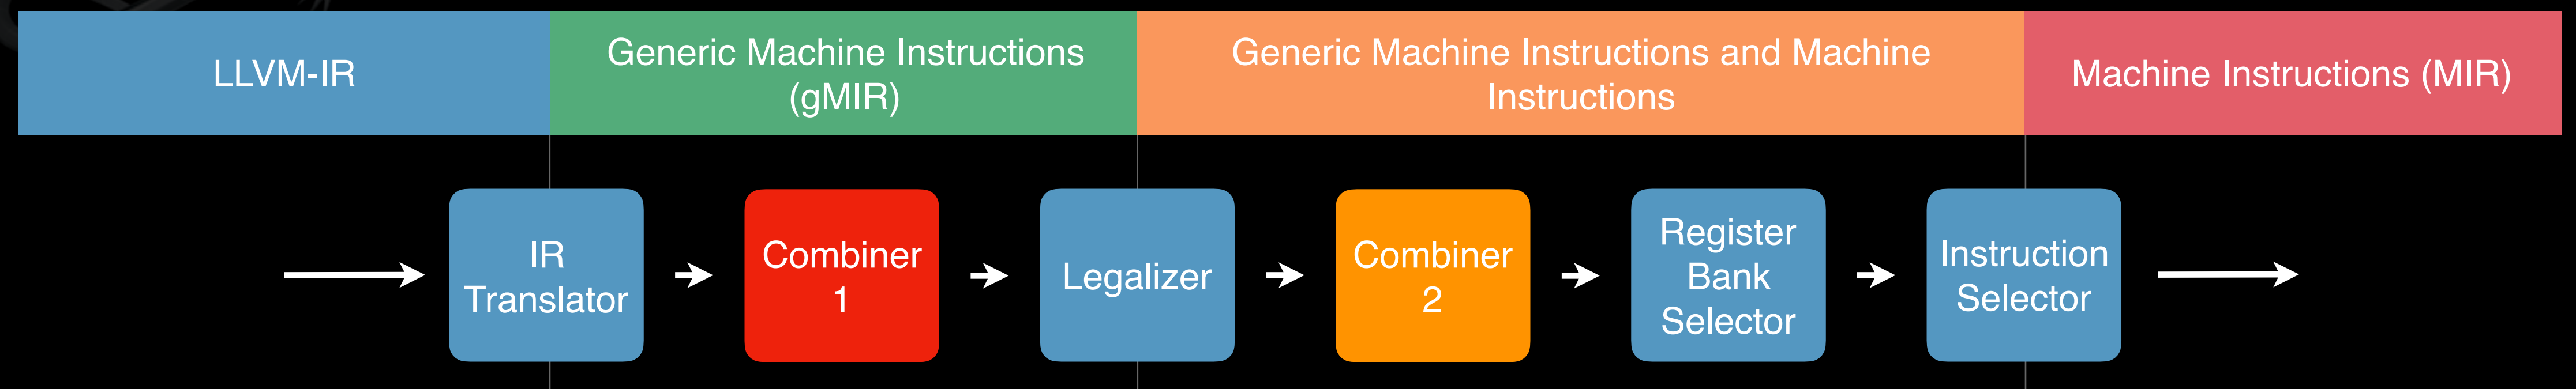 LLVM-IR
Generic Machine Instructions
(gMIR)
Generic Machine Instructions and Machine
Instructions
Machine Instructions (MIR)
IR
Translator
Combiner
1
Legalizer
Combiner
2
Register
Bank
Selector
Instruction
Selector